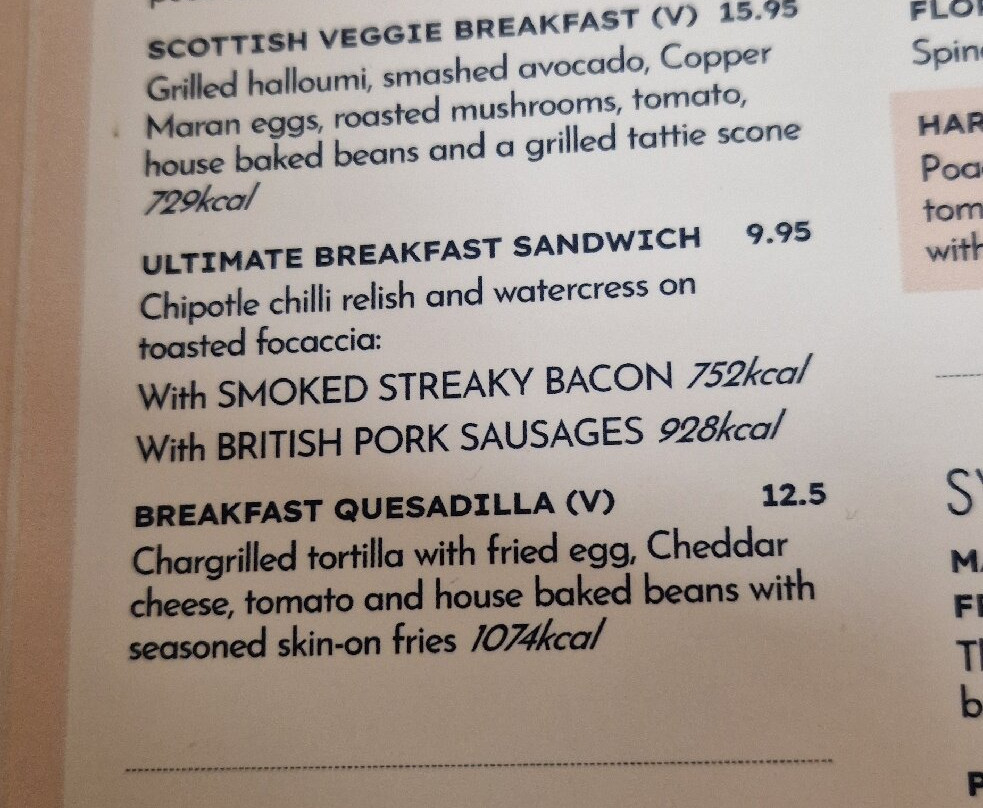 SCOTTISH VEGGIE BREAKFAST (V) 15.95
Grilled halloumi, smashed avocado, Copper
Maran eggs, roasted mushrooms, tomato,
house baked beans and a grilled tattie scone
729kcal
ULTIMATE BREAKFAST SANDWICH 9.95
Chipotle chilli relish and watercress on
toasted focaccia:
With SMOKED STREAKY BACON 752kcal
With BRITISH PORK SAUSAGES 928kcal
BREAKFAST QUESADILLA (V) 12.5
Chargrilled tortilla with fried egg, Cheddar
cheese, tomato and house baked beans with
seasoned skin-on fries 1074kcal
with